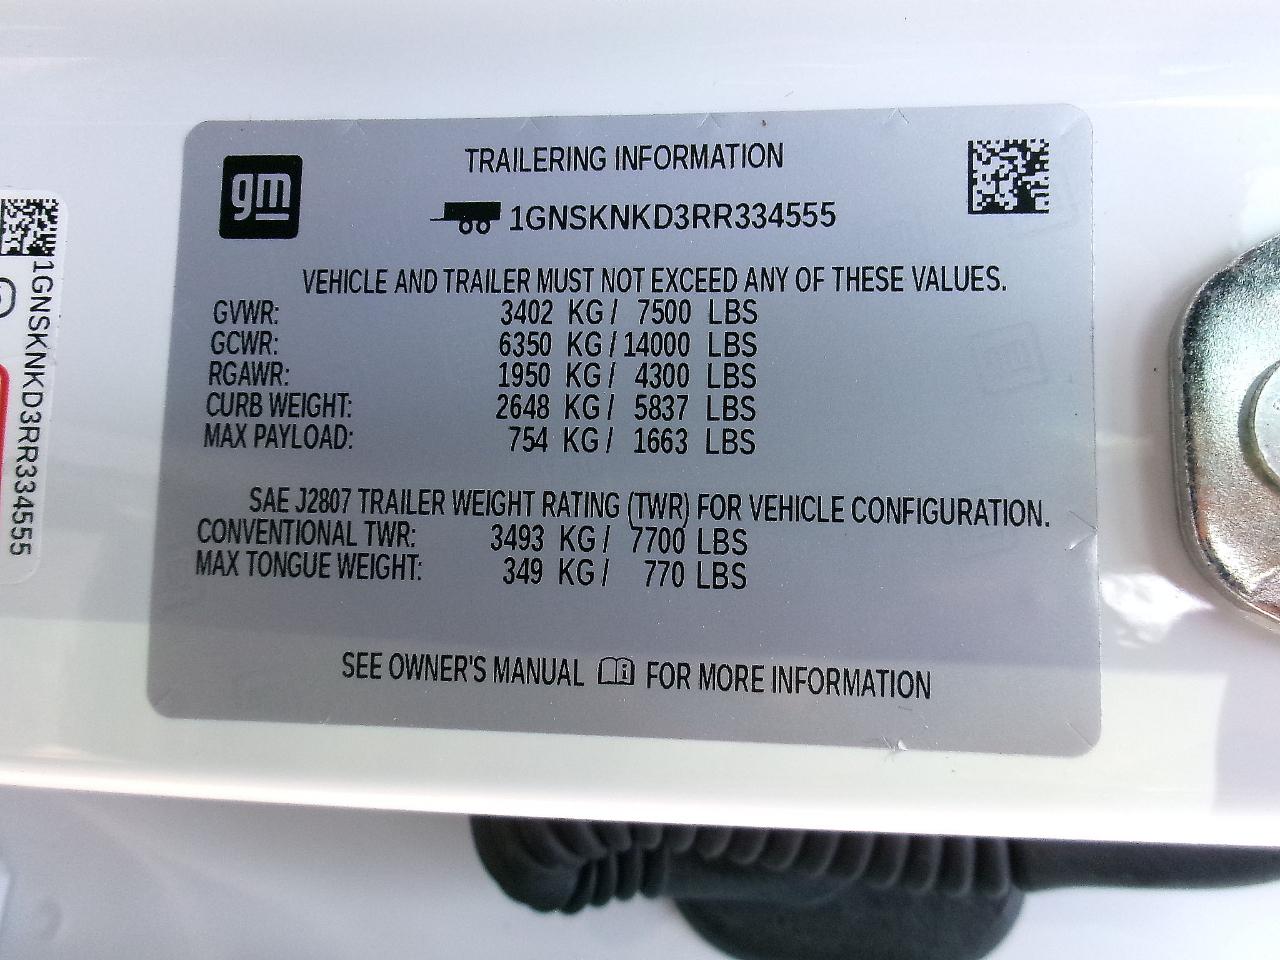 gm
TRAILERING INFORMATION
1GNSKNKD3RR334555
VEHICLE AND TRAILER MUST NOT EXCEED ANY OF THESE VALUES.
GVWR: 3402 KG / 7500 LBS
GCWR: 6350 KG / 14000 LBS
RGAWR: 1950 KG / 4300 LBS
CURB WEIGHT: 2648 KG / 5837 LBS
MAX PAYLOAD: 754 KG / 1663 LBS
SAE J2807 TRAILER WEIGHT RATING (TWR) FOR VEHICLE CONFIGURATION.
CONVENTIONAL TWR: 3493 KG / 7700 LBS
MAX TONGUE WEIGHT: 349 KG / 770 LBS
SEE OWNER'S MANUAL FOR MORE INFORMATION
1GNSKNKD3RR334555